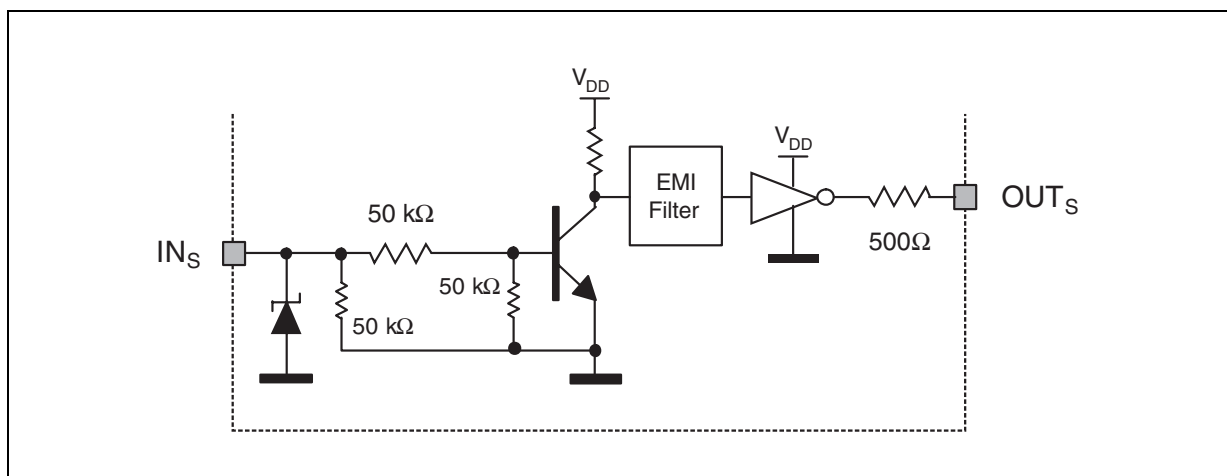 V_DD
V_DD
EMI
Filter
50 kΩ
IN_S
50 kΩ
50 kΩ
500Ω
OUT_S